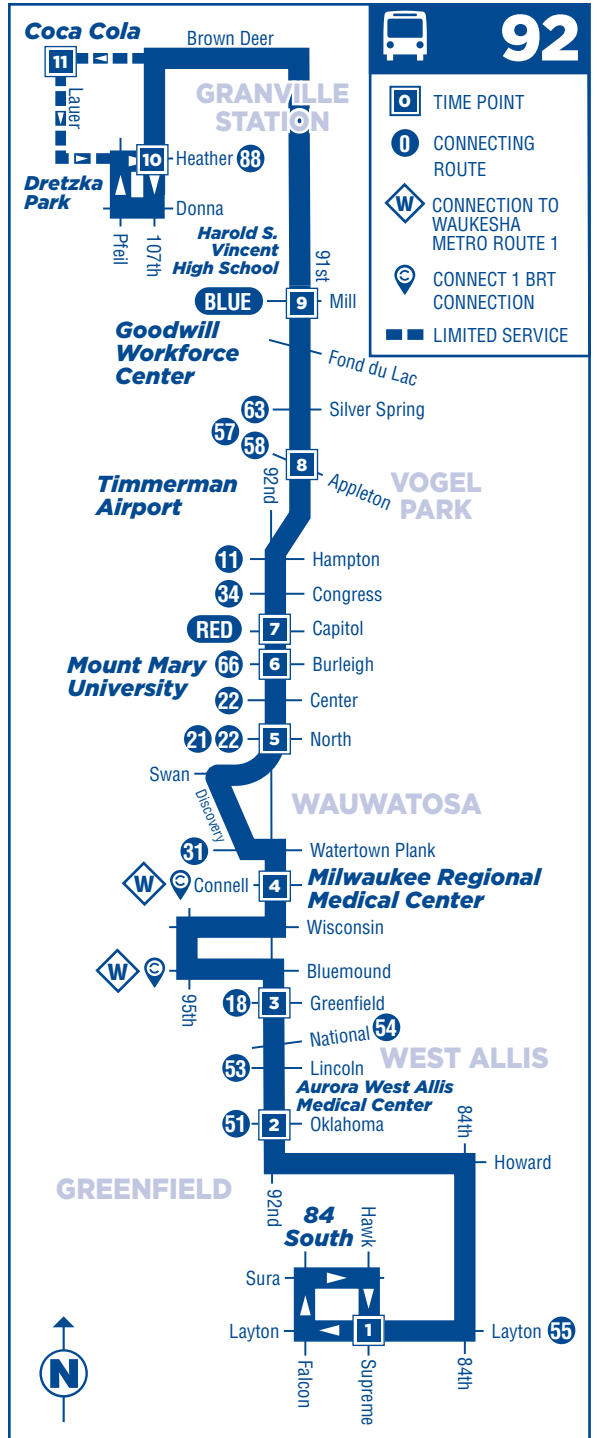 92
0 TIME POINT
0 CONNECTING
ROUTE
W CONNECTION TO
WAUKESHA
METRO ROUTE 1
C CONNECT 1 BRT
CONNECTION
LIMITED SERVICE
Coca Cola
11
Brown Deer
Lauer
GRANVILLE
STATION
10 Heather 88
Dretzka
Park
Donna
Pfeil
107th
Harold S.
Vincent
High School
91st
BLUE 9 Mill
Goodwill
Workforce
Center
Fond du Lac
63 Silver Spring
57
58
8
Appleton
92nd
Timmerman
Airport
VOGEL
PARK
11 Hampton
34 Congress
RED 7 Capitol
Mount Mary
University
66 6 Burleigh
22 Center
21 22 5 North
Swan
Discovery
WAUWATOSA
31 Watertown Plank
W C Connell 4 Milwaukee Regional
Medical Center
Wisconsin
W C Bluemound
95th
18 3 Greenfield
National 54
WEST ALLIS
53 Lincoln
Aurora West Allis
Medical Center
51 2 Oklahoma
84th
Howard
GREENFIELD
92nd
84
South
Hawk
Sura
Layton 1 Layton 55
Falcon
Supreme
84th
N